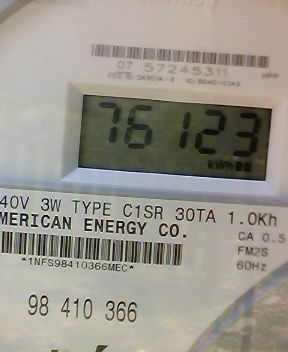 07 57245311
76123
kWh
40V 3W TYPE C1SR 30TA 1.0Kh
MERICAN ENERGY CO.
CA 0.5
*1NFS98410366MEC*
FM2S
60Hz
98 410 366